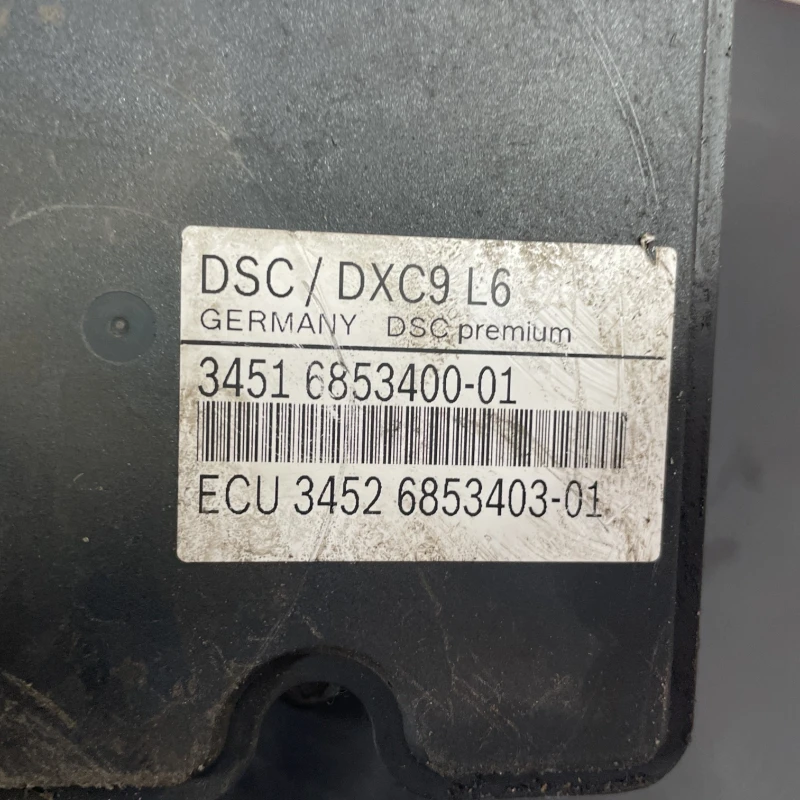 DSC / DXC9 L6
GERMANY DSC premium
3451 6853400-01
ECU 3452 6853403-01